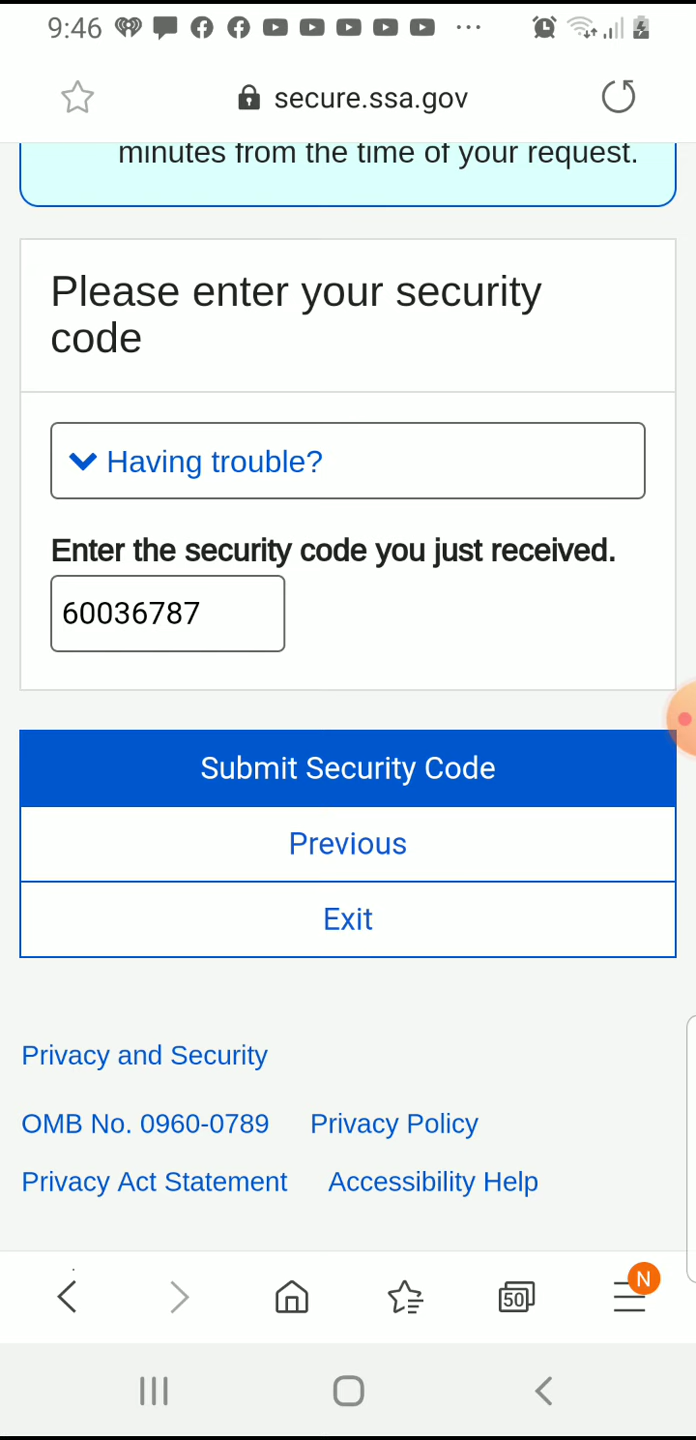 9:46
secure.ssa.gov
minutes from the time of your request.
Please enter your security
code
Having trouble?
Enter the security code you just received.
60036787
Submit Security Code
Previous
Exit
Privacy and Security
OMB No. 0960-0789 Privacy Policy
Privacy Act Statement Accessibility Help
50 N